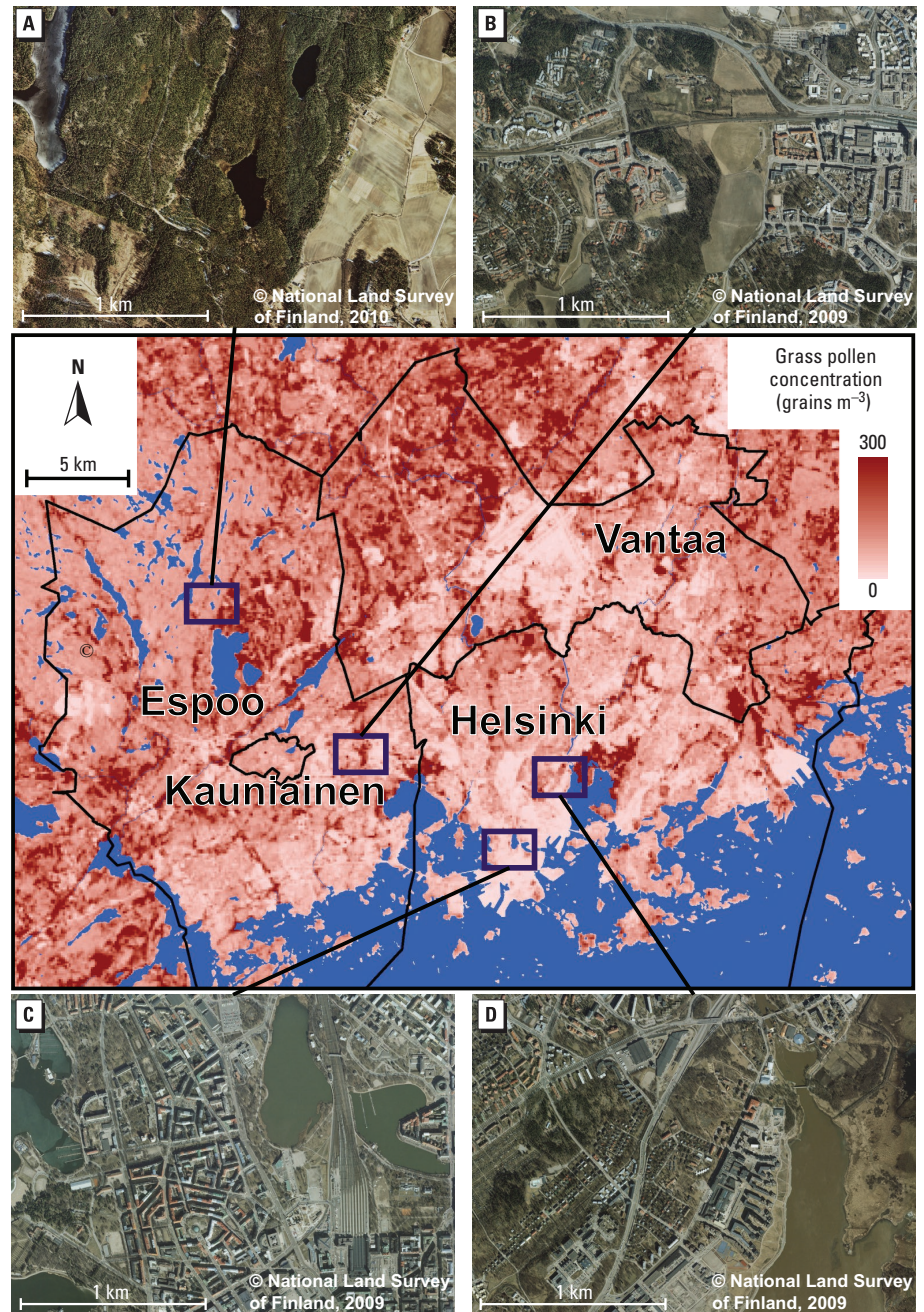 A
1 km
© National Land Survey
of Finland, 2010
B
1 km
© National Land Survey
of Finland, 2009
N
5 km
Grass pollen
concentration
(grains m⁻³)
300
0
Vantaa
©
Espoo
Helsinki
Kauniainen
C
1 km
© National Land Survey
of Finland, 2009
D
1 km
© National Land Survey
of Finland, 2009